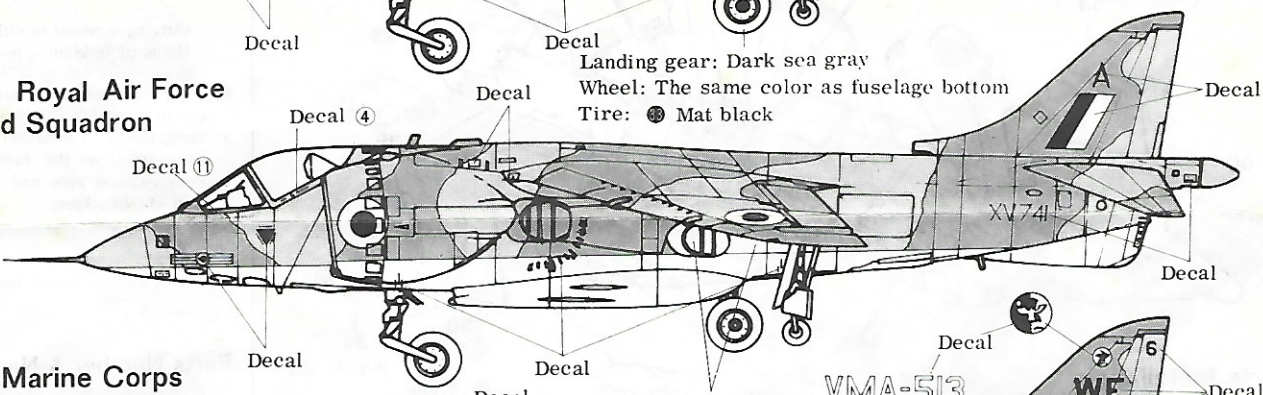 Decal
Decal
Landing gear: Dark sea gray
Wheel: The same color as fuselage bottom
Tire: 33 Mat black
Royal Air Force
d Squadron
Decal
Decal ④
Decal ⑪
A
Decal
XV741
Decal
Decal
Decal
Decal
Marine Corps
Decal
VMA-513
6
WF
Decal